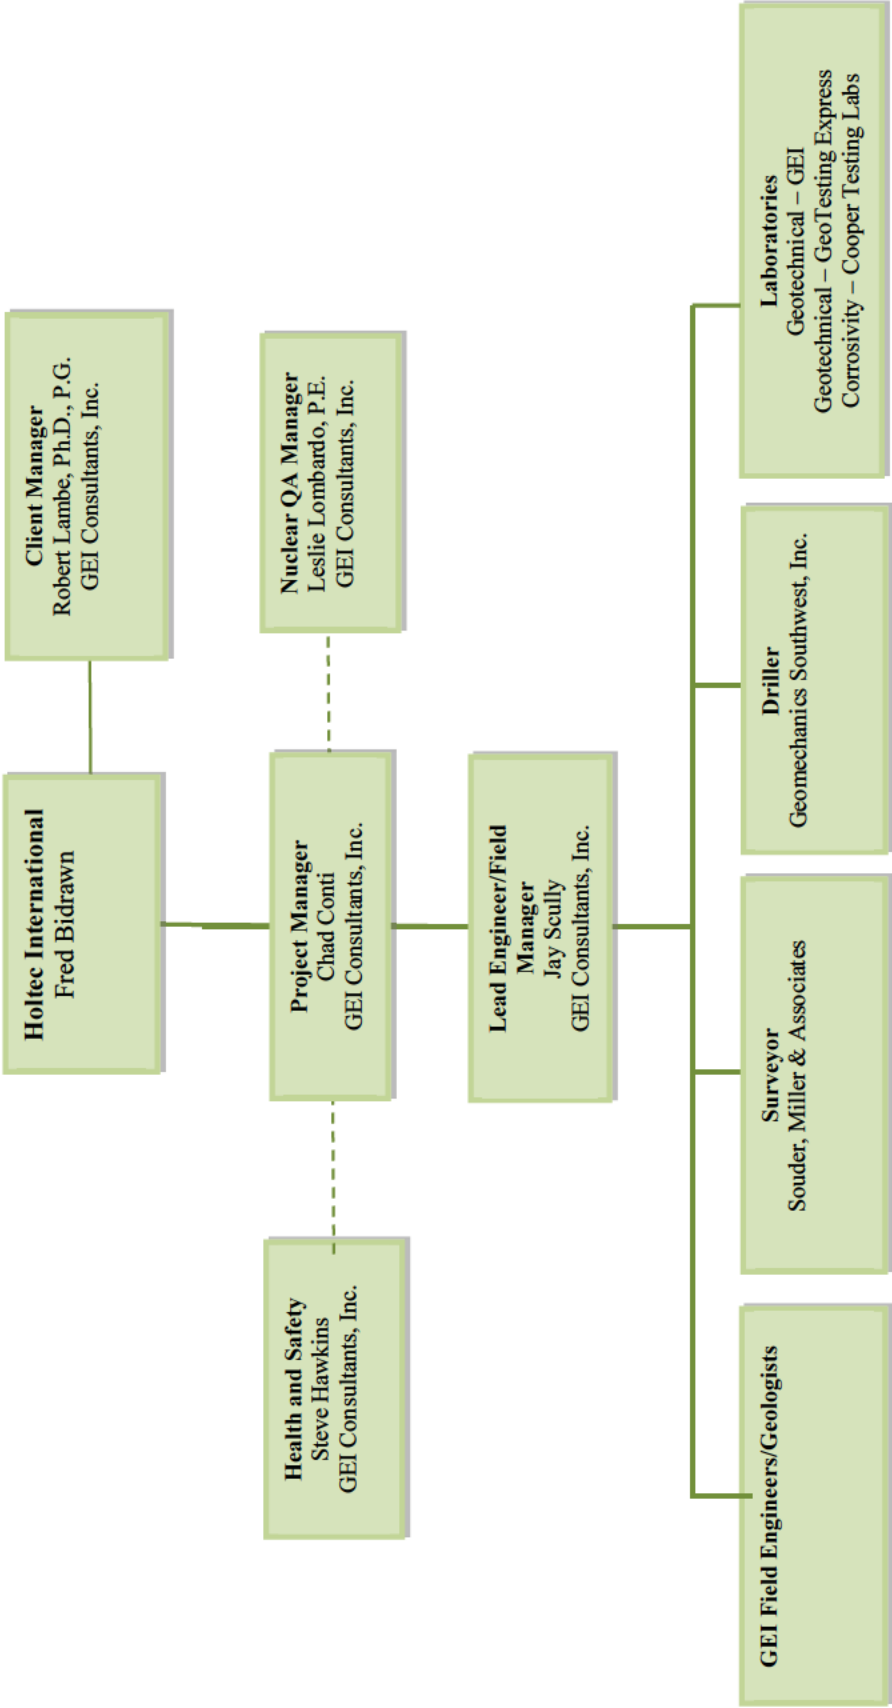 Holtec International
Fred Bidrawn
Client Manager
Robert Lambe, Ph.D., P.G.
GEI Consultants, Inc.
Health and Safety
Steve Hawkins
GEI Consultants, Inc.
Project Manager
Chad Conti
GEI Consultants, Inc.
Nuclear QA Manager
Leslie Lombardo, P.E.
GEI Consultants, Inc.
Lead Engineer/Field
Manager
Jay Scully
GEI Consultants, Inc.
GEI Field Engineers/Geologists
Surveyor
Souder, Miller & Associates
Driller
Geomechanics Southwest, Inc.
Laboratories
Geotechnical – GEI
Geotechnical – GeoTesting Express
Corrosivity – Cooper Testing Labs